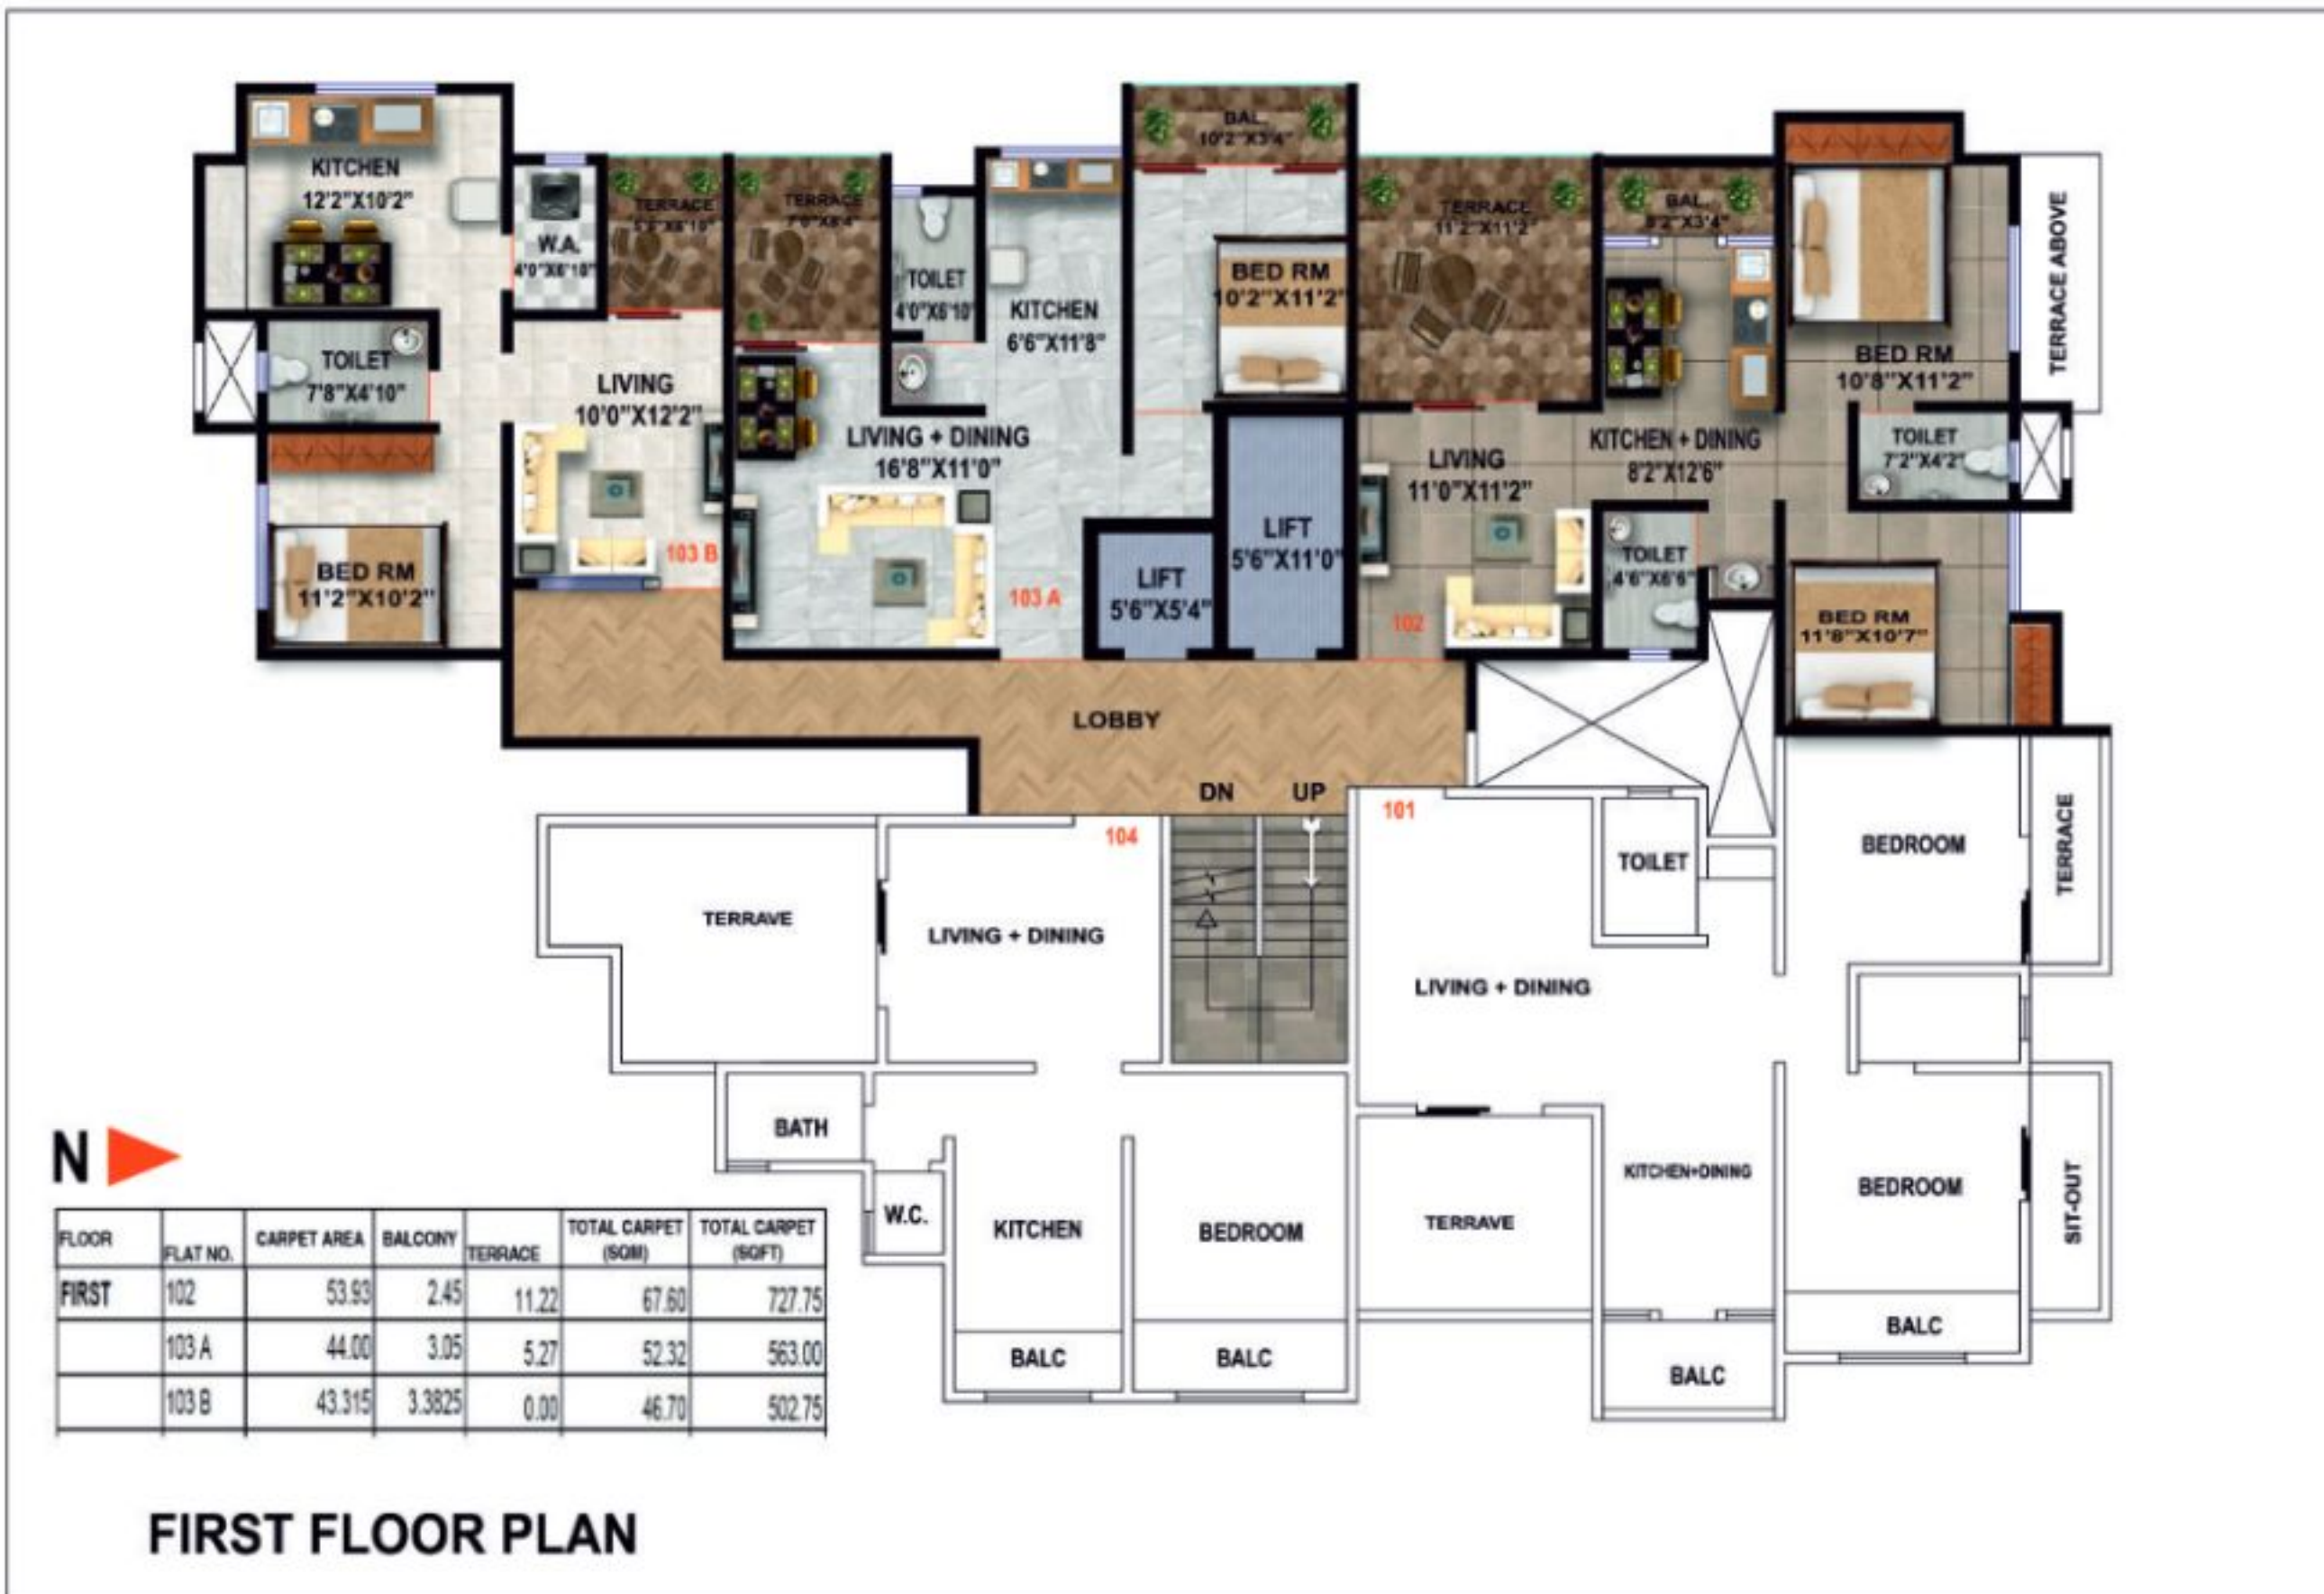 BAL.
10'2"X3'4"
KITCHEN
12'2"X10'2"
W.A.
4'0"X6'10"
TERRACE
TERRACE
TOILET
4'0"X6'10"
KITCHEN
6'6"X11'8"
BED RM
10'2"X11'2"
TERRACE
11'2"X11'2"
BAL.
8'2"X3'4"
BED RM
10'8"X11'2"
TERRACE ABOVE
TOILET
7'8"X4'10"
LIVING
10'0"X12'2"
LIVING + DINING
16'8"X11'0"
LIVING
11'0"X11'2"
KITCHEN + DINING
8'2"X12'6"
TOILET
7'2"X4'2"
BED RM
11'2"X10'2"
103 B
103 A
LIFT
5'6"X5'4"
LIFT
5'6"X11'0"
102
TOILET
4'6"X6'6"
BED RM
11'8"X10'7"
LOBBY
DN
UP
104
101
TERRAVE
LIVING + DINING
TOILET
BEDROOM
TERRACE
LIVING + DINING
BATH
W.C.
KITCHEN
BEDROOM
TERRAVE
KITCHEN+DINING
BEDROOM
SIT-OUT
BALC
BALC
BALC
BALC
N
FLOOR FLAT NO. CARPET AREA BALCONY TERRACE TOTAL CARPET (SQM) TOTAL CARPET (SQFT)
FIRST 102 53.93 2.45 11.22 67.60 727.75
103 A 44.00 3.05 5.27 52.32 563.00
103 B 43.315 3.3825 0.00 46.70 502.75
FIRST FLOOR PLAN